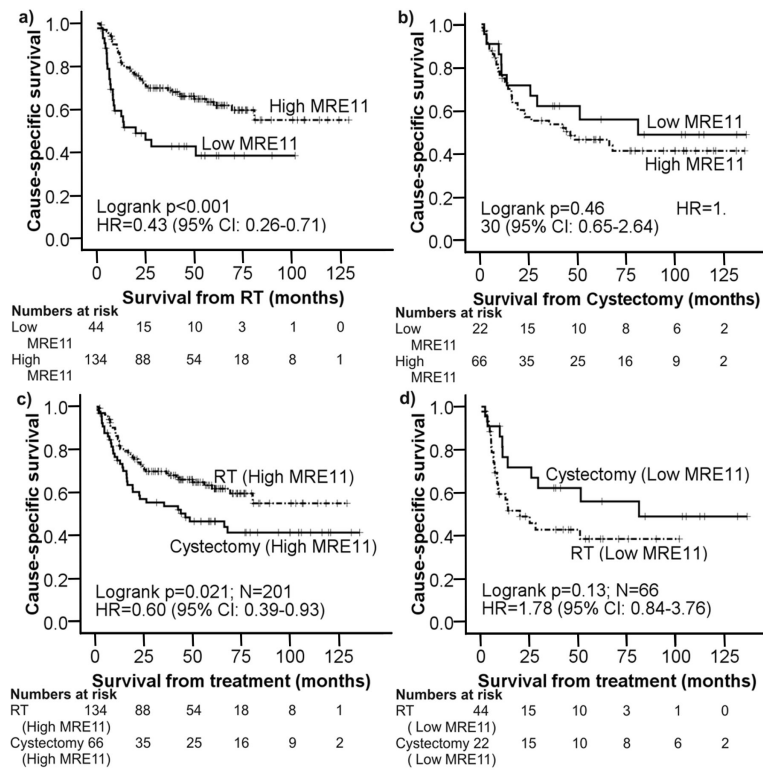 a)
Cause-specific survival
1.0
0.8
0.6
0.4
0.2
0.0
High MRE11
Low MRE11
Logrank p<0.001
HR=0.43 (95% CI: 0.26-0.71)
0 25 50 75 100 125
Survival from RT (months)
Numbers at risk
Low MRE11 44 15 10 3 1 0
High MRE11 134 88 54 18 8 1
b)
Cause-specific survival
1.0
0.8
0.6
0.4
0.2
0.0
Low MRE11
High MRE11
Logrank p=0.46 HR=1.
30 (95% CI: 0.65-2.64)
0 25 50 75 100 125
Survival from Cystectomy (months)
Numbers at risk
Low MRE11 22 15 10 8 6 2
High MRE11 66 35 25 16 9 2
c)
Cause-specific survival
1.0
0.8
0.6
0.4
0.2
0.0
RT (High MRE11)
Cystectomy (High MRE11)
Logrank p=0.021; N=201
HR=0.60 (95% CI: 0.39-0.93)
0 25 50 75 100 125
Survival from treatment (months)
Numbers at risk
RT (High MRE11) 134 88 54 18 8 1
Cystectomy (High MRE11) 66 35 25 16 9 2
d)
Cause-specific survival
1.0
0.8
0.6
0.4
0.2
0.0
Cystectomy (Low MRE11)
RT (Low MRE11)
Logrank p=0.13; N=66
HR=1.78 (95% CI: 0.84-3.76)
0 25 50 75 100 125
Survival from treatment (months)
Numbers at risk
RT ( Low MRE11) 44 15 10 3 1 0
Cystectomy ( Low MRE11) 22 15 10 8 6 2